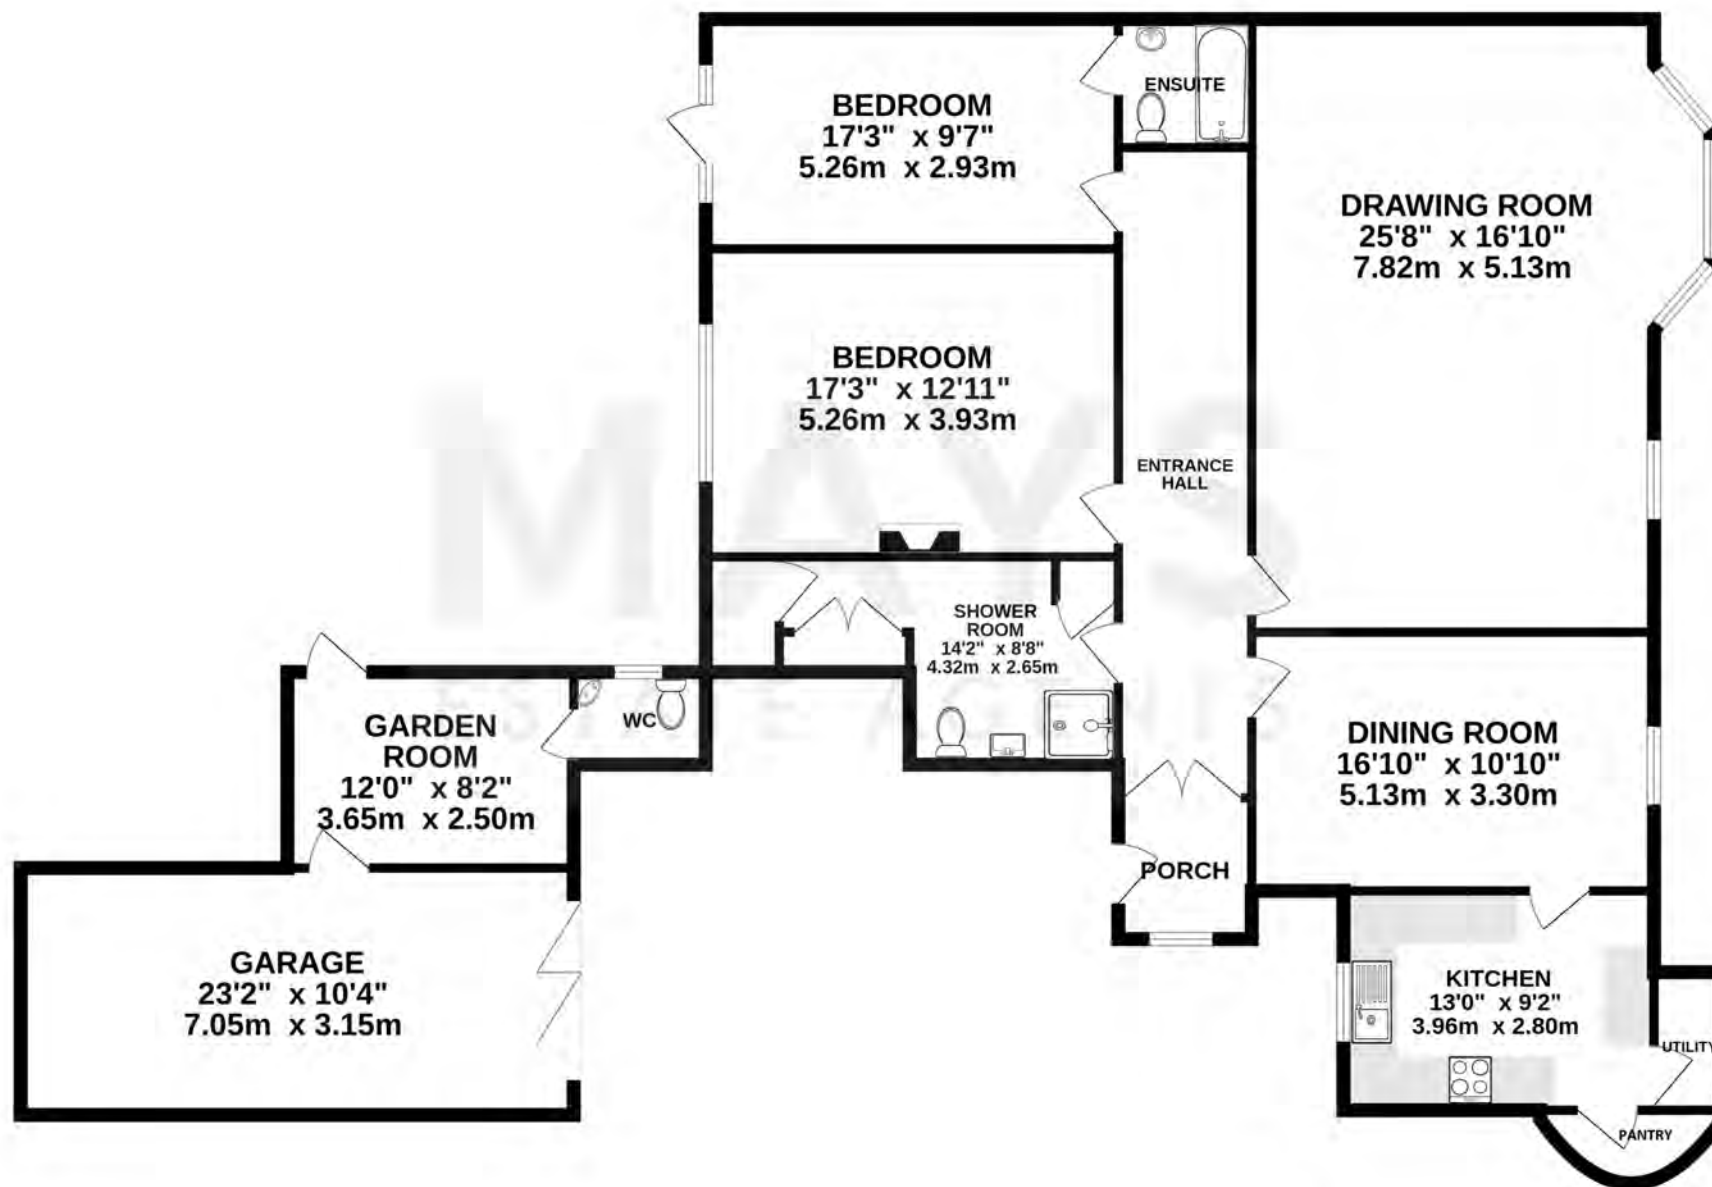 BEDROOM
17'3" x 9'7"
5.26m x 2.93m
ENSUITE
DRAWING ROOM
25'8" x 16'10"
7.82m x 5.13m
BEDROOM
17'3" x 12'11"
5.26m x 3.93m
ENTRANCE
HALL
MAYS
ESTATE AGENTS
SHOWER
ROOM
14'2" x 8'8"
4.32m x 2.65m
GARDEN
ROOM
12'0" x 8'2"
3.65m x 2.50m
WC
DINING ROOM
16'10" x 10'10"
5.13m x 3.30m
PORCH
GARAGE
23'2" x 10'4"
7.05m x 3.15m
KITCHEN
13'0" x 9'2"
3.96m x 2.80m
UTILITY
PANTRY